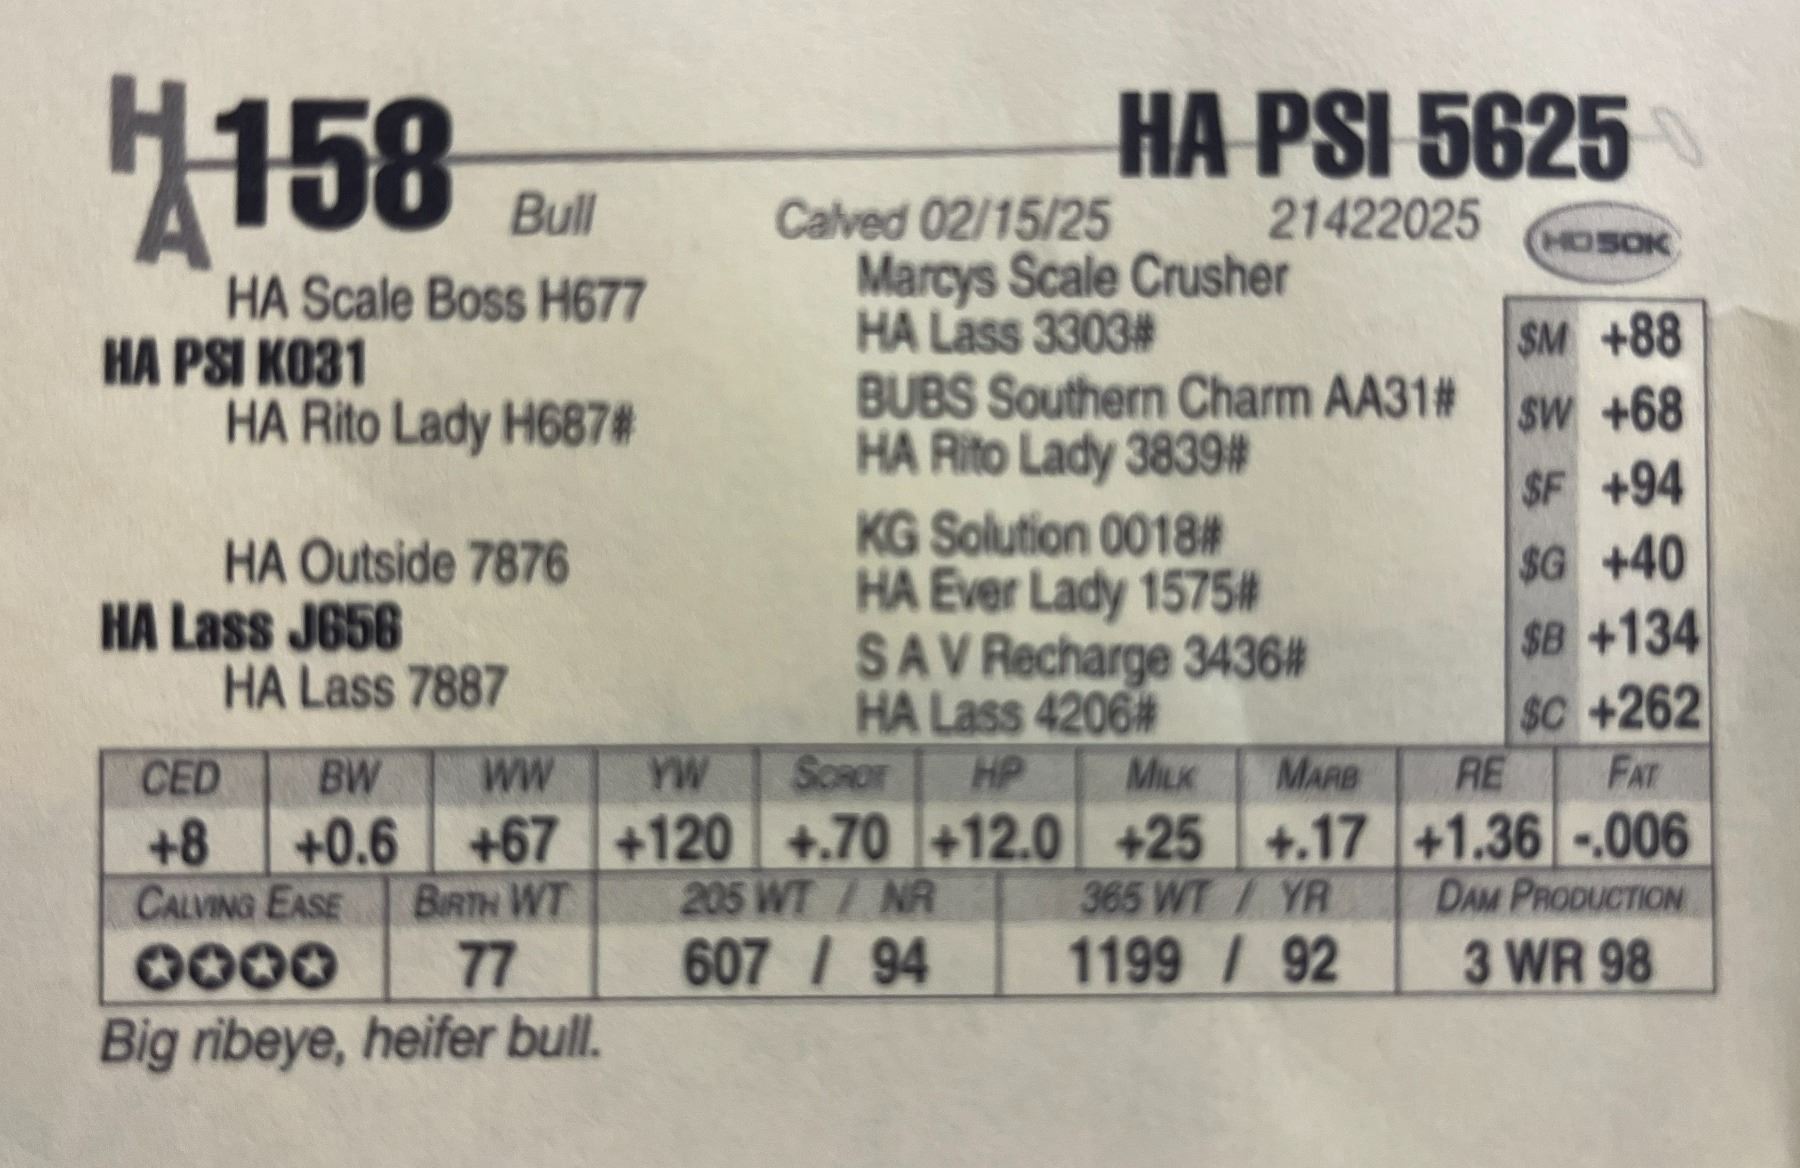 HA 158 HA PSI 5625
Bull Calved 02/15/25 21422025 HD50K
HA Scale Boss H677
HA PSI K031
HA Rito Lady H687#
HA Outside 7876
HA Lass J656
HA Lass 7887
Marcys Scale Crusher
HA Lass 3303#
BUBS Southern Charm AA31#
HA Rito Lady 3839#
KG Solution 0018#
HA Ever Lady 1575#
S A V Recharge 3436#
HA Lass 4206#
$M +88
$W +68
$F +94
$G +40
$B +134
$C +262
CED BW WW YW SCROT HP MILK MARB RE FAT
+8 +0.6 +67 +120 +.70 +12.0 +25 +.17 +1.36 -.006
CALVING EASE BIRTH WT 205 WT / NR 365 WT / YR DAM PRODUCTION
✪✪✪✪ 77 607 / 94 1199 / 92 3 WR 98
Big ribeye, heifer bull.